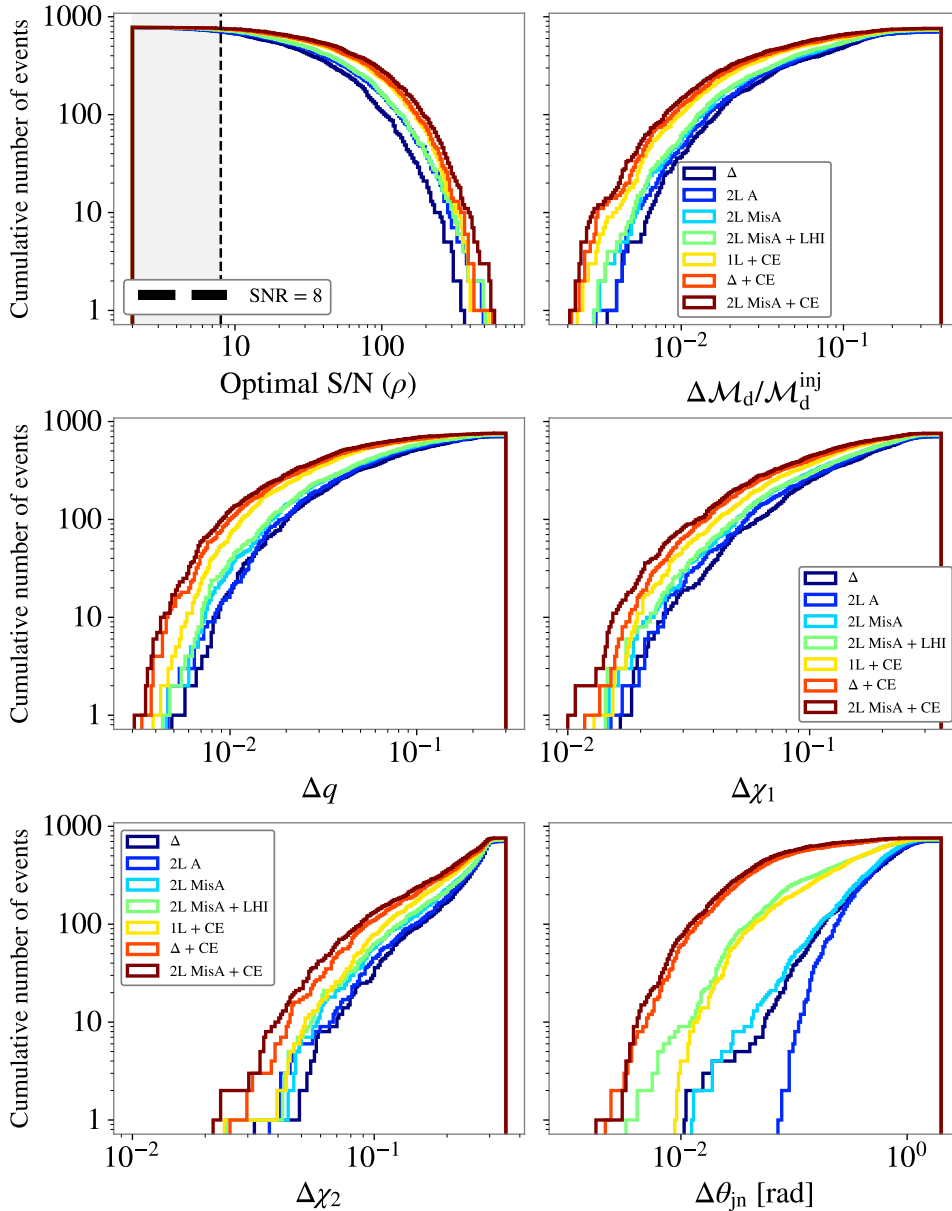 Cumulative number of events
1000
100
10
1
SNR = 8
10
100
Optimal S/N (ρ)
Δ
2L A
2L MisA
2L MisA + LHI
1L + CE
Δ + CE
2L MisA + CE
10⁻²
10⁻¹
Δℳ_d/ℳ_d^inj
Cumulative number of events
1000
100
10
1
10⁻²
10⁻¹
Δq
Δ
2L A
2L MisA
2L MisA + LHI
1L + CE
Δ + CE
2L MisA + CE
10⁻²
10⁻¹
Δχ₁
Cumulative number of events
1000
100
10
1
Δ
2L A
2L MisA
2L MisA + LHI
1L + CE
Δ + CE
2L MisA + CE
10⁻²
10⁻¹
Δχ₂
10⁻²
10⁰
Δθ_jn [rad]